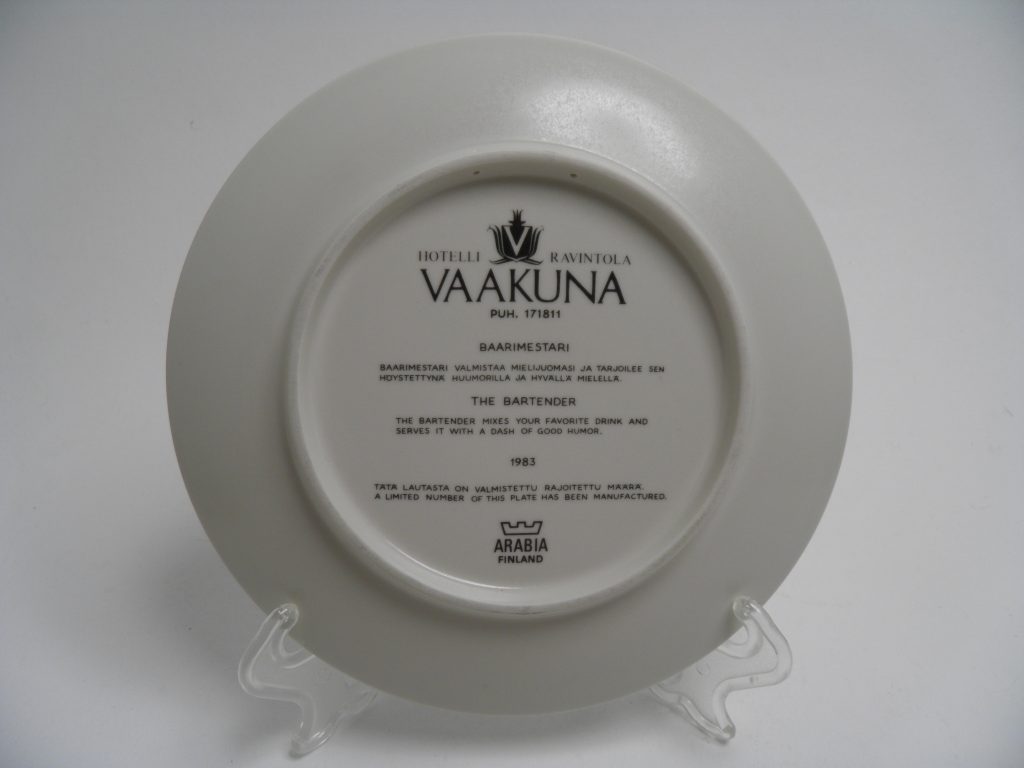 V
HOTELLI RAVINTOLA
VAAKUNA
PUH. 171811
BAARIMESTARI
BAARIMESTARI VALMISTAA MIELIJUOMASI JA TARJOILEE SEN
HÖYSTETTYNÄ HUUMORILLA JA HYVÄLLÄ MIELELLÄ.
THE BARTENDER
THE BARTENDER MIXES YOUR FAVORITE DRINK AND
SERVES IT WITH A DASH OF GOOD HUMOR.
1983
TÄTÄ LAUTASTA ON VALMISTETTU RAJOITETTU MÄÄRÄ.
A LIMITED NUMBER OF THIS PLATE HAS BEEN MANUFACTURED.
ARABIA
FINLAND